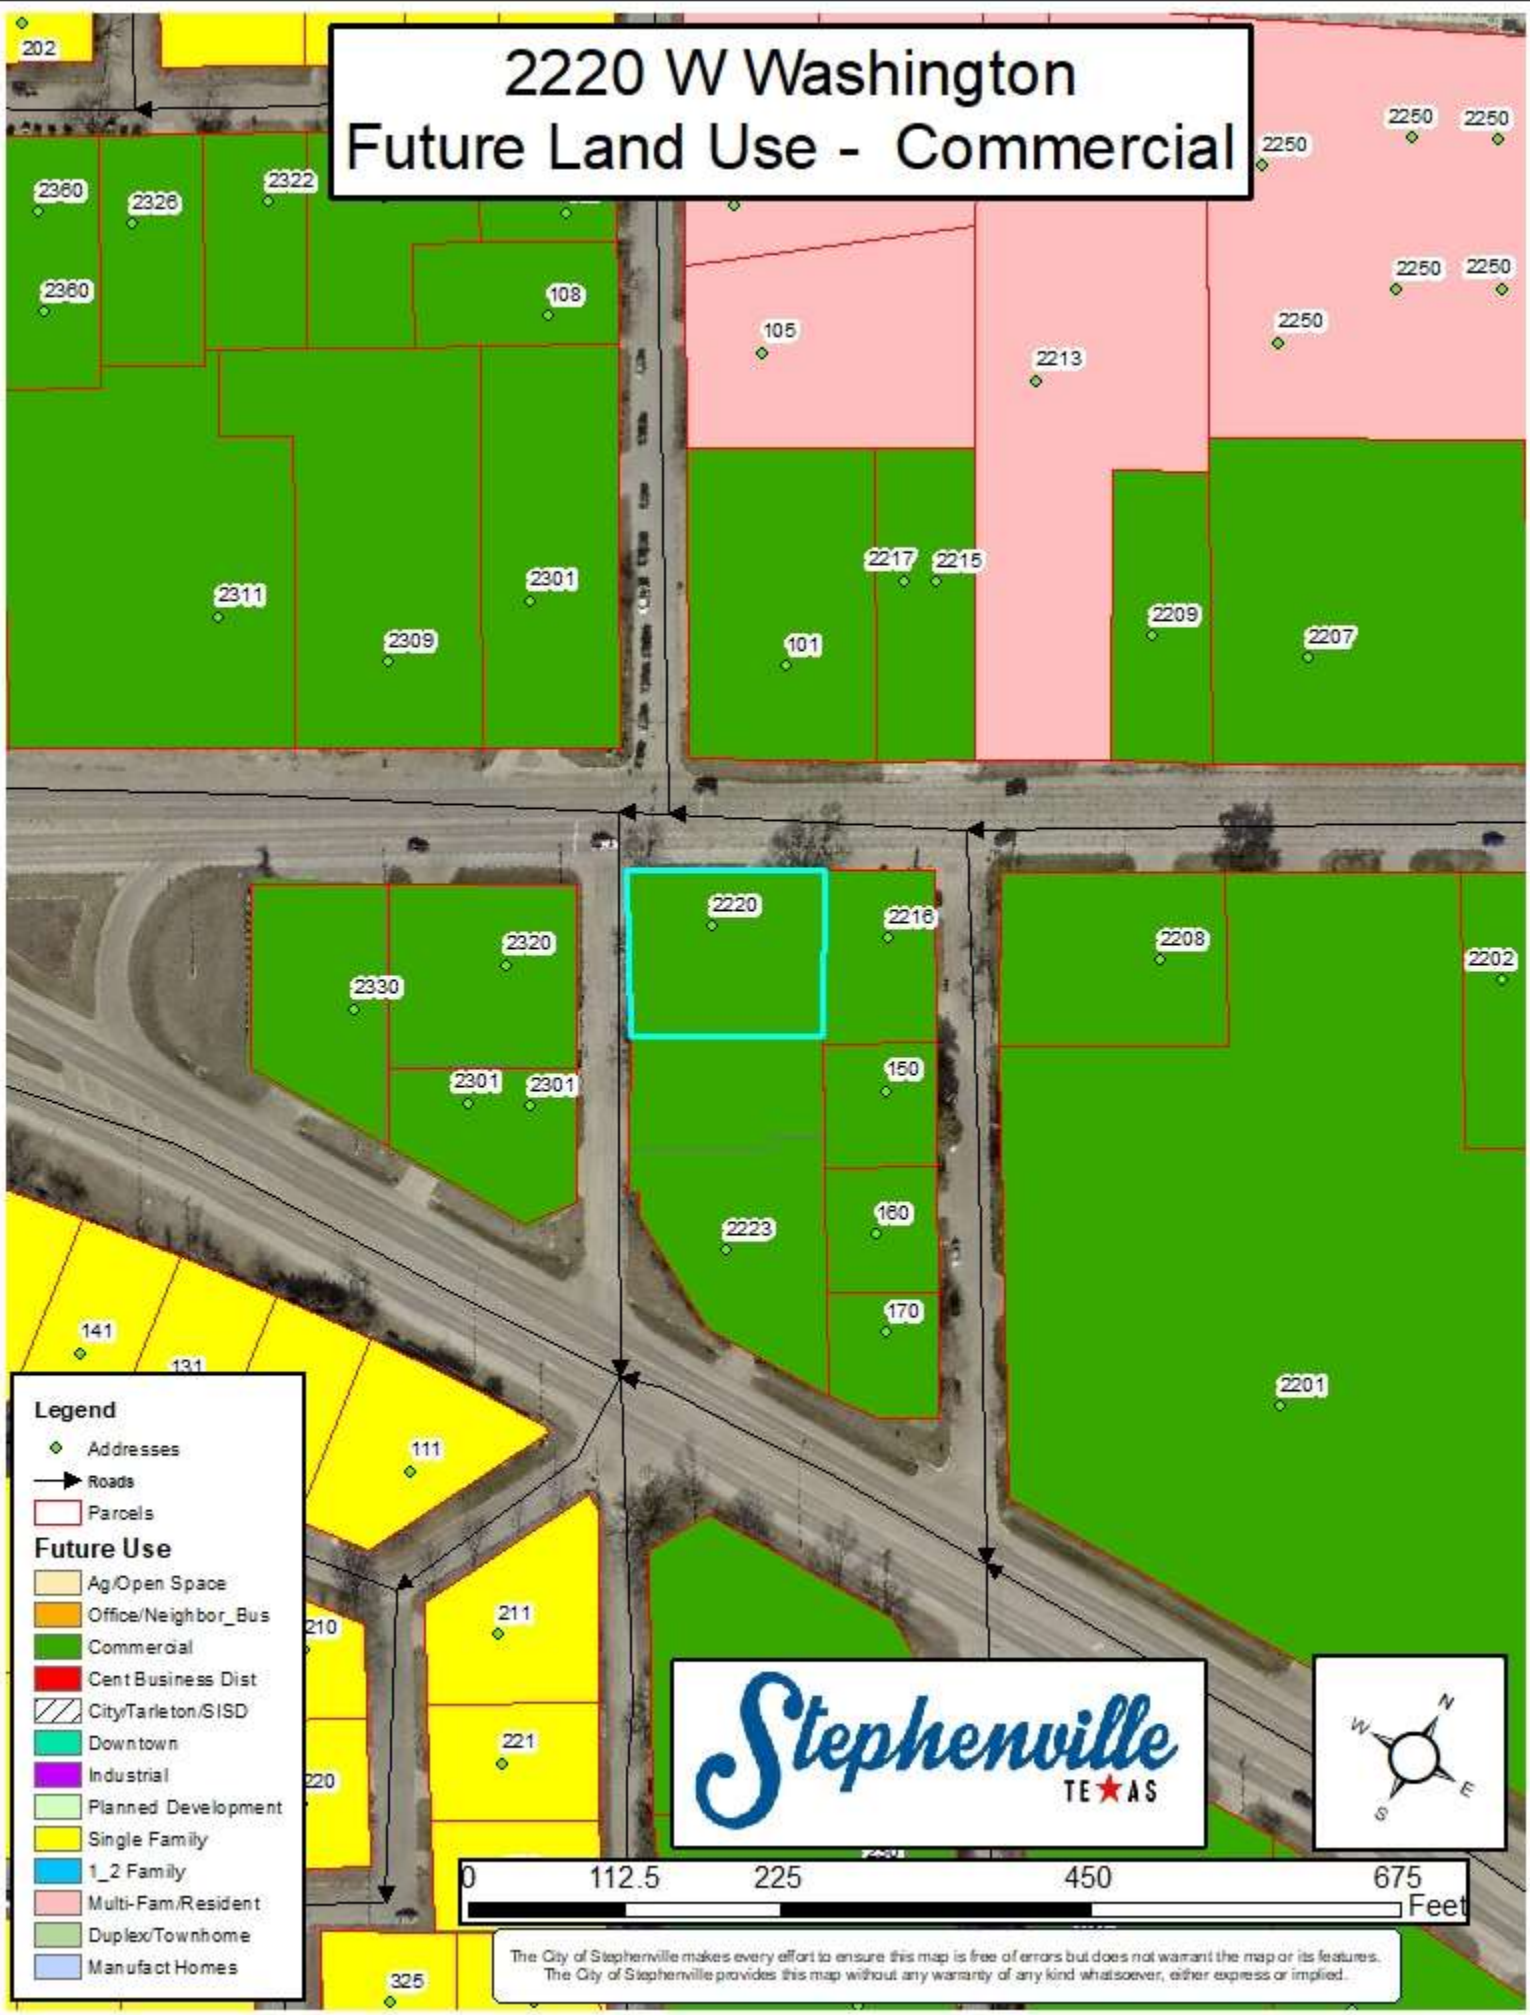 202
2220 W Washington
Future Land Use - Commercial
2250
2250
2250
2360
2326
2322
2360
108
2250
2250
2250
105
2213
2311
2309
2301
2217
2215
101
2209
2207
2220
2216
2320
2330
2208
2202
2301
2301
150
160
2223
170
141
131
111
2201
211
210
221
220
325
Legend
Addresses
Roads
Parcels
Future Use
Ag/Open Space
Office/Neighbor_Bus
Commercial
Cent Business Dist
City/Tarleton/SISD
Downtown
Industrial
Planned Development
Single Family
1_2 Family
Multi-Fam/Resident
Duplex/Townhome
Manufact Homes
Stephenville
TEXAS
N
W
E
S
0 112.5 225 450 675
Feet
The City of Stephenville makes every effort to ensure this map is free of errors but does not warrant the map or its features.
The City of Stephenville provides this map without any warranty of any kind whatsoever, either express or implied.